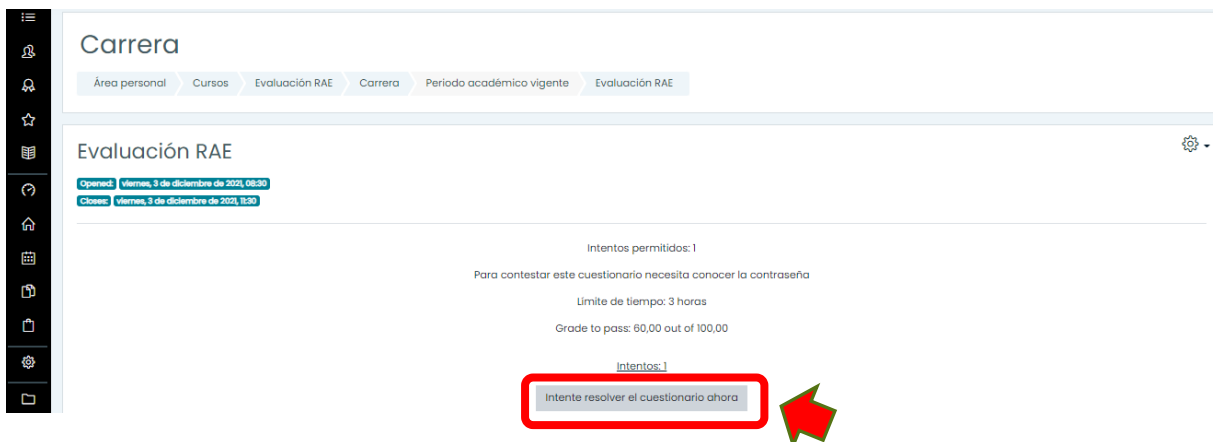 Carrera
Área personal Cursos Evaluación RAE Carrera Periodo académico vigente Evaluación RAE
Evaluación RAE
Opened: viernes, 3 de diciembre de 2021, 08:30
Closes: viernes, 3 de diciembre de 2021, 11:30
Intentos permitidos: 1
Para contestar este cuestionario necesita conocer la contraseña
Límite de tiempo: 3 horas
Grade to pass: 60,00 out of 100,00
Intentos: 1
Intente resolver el cuestionario ahora